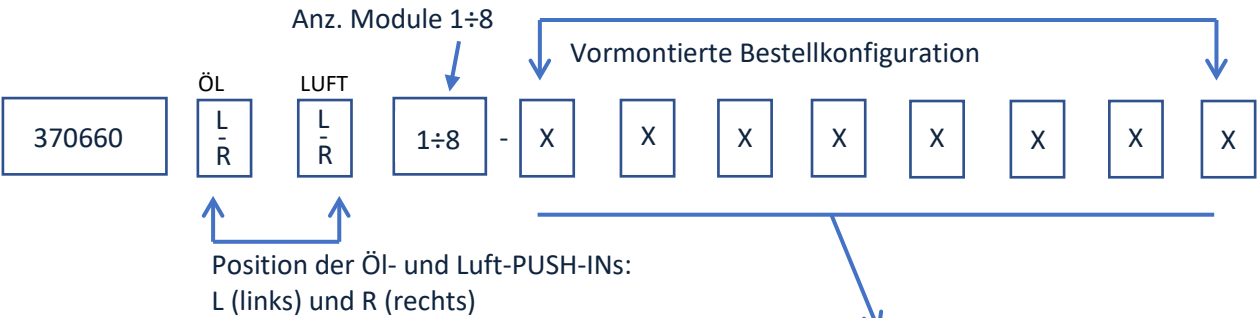 Anz. Module 1÷8
Vormontierte Bestellkonfiguration
ÖL LUFT
370660 L - R L - R 1÷8 - X X X X X X X X
Position der Öl- und Luft-PUSH-INs:
L (links) und R (rechts)